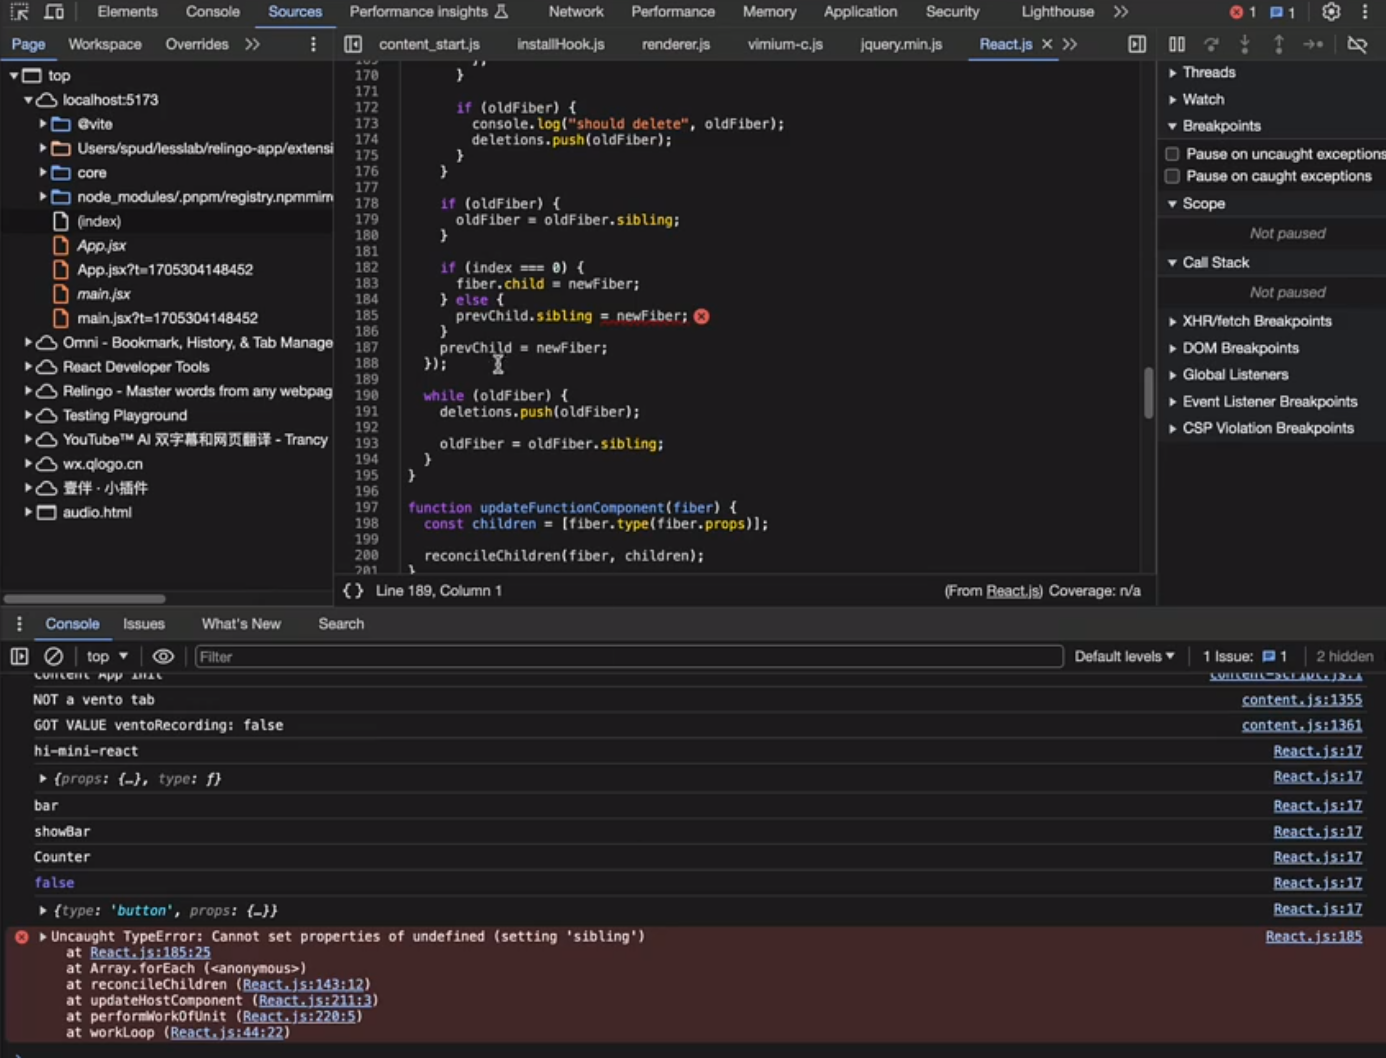 Elements Console Sources Performance insights Network Performance Memory Application Security Lighthouse >> 1 1
Page Workspace Overrides >> content_start.js installHook.js renderer.js vimium-c.js jquery.min.js React.js × >>
top
localhost:5173
@vite
Users/spud/lesslab/relingo-app/extensi
core
node_modules/.pnpm/registry.npmmirr
(index)
App.jsx
App.jsx?t=1705304148452
main.jsx
main.jsx?t=1705304148452
Omni - Bookmark, History, & Tab Manage
React Developer Tools
Relingo - Master words from any webpag
Testing Playground
YouTube™ AI 双字幕和网页翻译 - Trancy
wx.qlogo.cn
壹伴 · 小插件
audio.html
169 };
170 }
171
172 if (oldFiber) {
173 console.log("should delete", oldFiber);
174 deletions.push(oldFiber);
175 }
176 }
177
178 if (oldFiber) {
179 oldFiber = oldFiber.sibling;
180 }
181
182 if (index === 0) {
183 fiber.child = newFiber;
184 } else {
185 prevChild.sibling = newFiber;
186 }
187 prevChild = newFiber;
188 });
189
190 while (oldFiber) {
191 deletions.push(oldFiber);
192
193 oldFiber = oldFiber.sibling;
194 }
195 }
196
197 function updateFunctionComponent(fiber) {
198 const children = [fiber.type(fiber.props)];
199
200 reconcileChildren(fiber, children);
201 }
{} Line 189, Column 1 (From React.js) Coverage: n/a
Threads
Watch
Breakpoints
Pause on uncaught exceptions
Pause on caught exceptions
Scope
Not paused
Call Stack
Not paused
XHR/fetch Breakpoints
DOM Breakpoints
Global Listeners
Event Listener Breakpoints
CSP Violation Breakpoints
Console Issues What's New Search
top Filter Default levels 1 Issue: 1 2 hidden
Content App init content-script.js:1
NOT a vento tab content.js:1355
GOT VALUE ventoRecording: false content.js:1361
hi-mini-react React.js:17
{props: {…}, type: ƒ} React.js:17
bar React.js:17
showBar React.js:17
Counter React.js:17
false React.js:17
{type: 'button', props: {…}} React.js:17
Uncaught TypeError: Cannot set properties of undefined (setting 'sibling') React.js:185
at React.js:185:25
at Array.forEach (<anonymous>)
at reconcileChildren (React.js:143:12)
at updateHostComponent (React.js:211:3)
at performWorkOfUnit (React.js:220:5)
at workLoop (React.js:44:22)